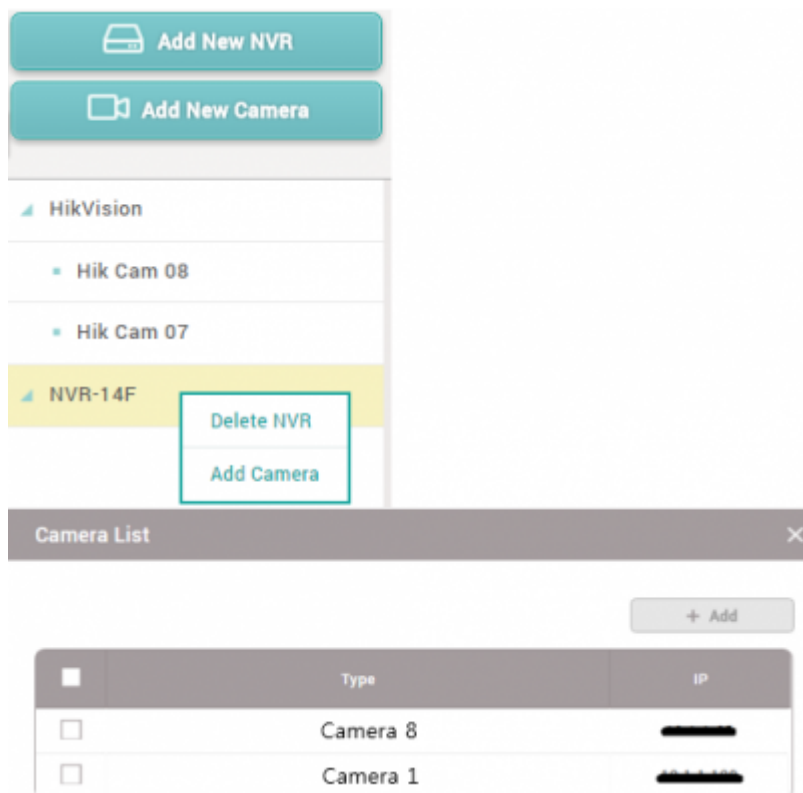 Add New NVR
Add New Camera
HikVision
Hik Cam 08
Hik Cam 07
NVR-14F
Delete NVR
Add Camera
Camera List
+ Add
Type IP
Camera 8
Camera 1